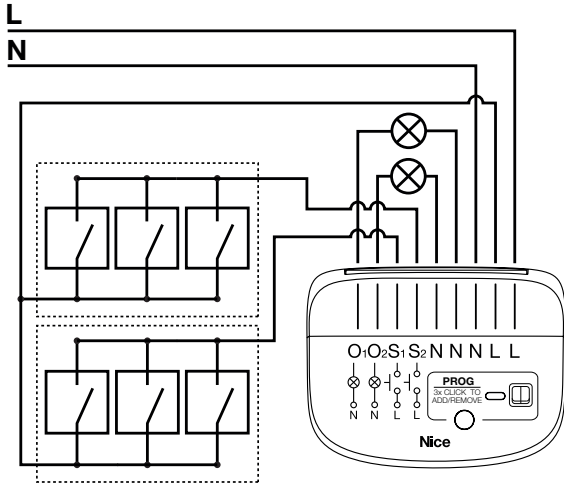 L
N
O1O2S1S2NNNLL
N N L L
PROG
3x CLICK TO
ADD/REMOVE
Nice